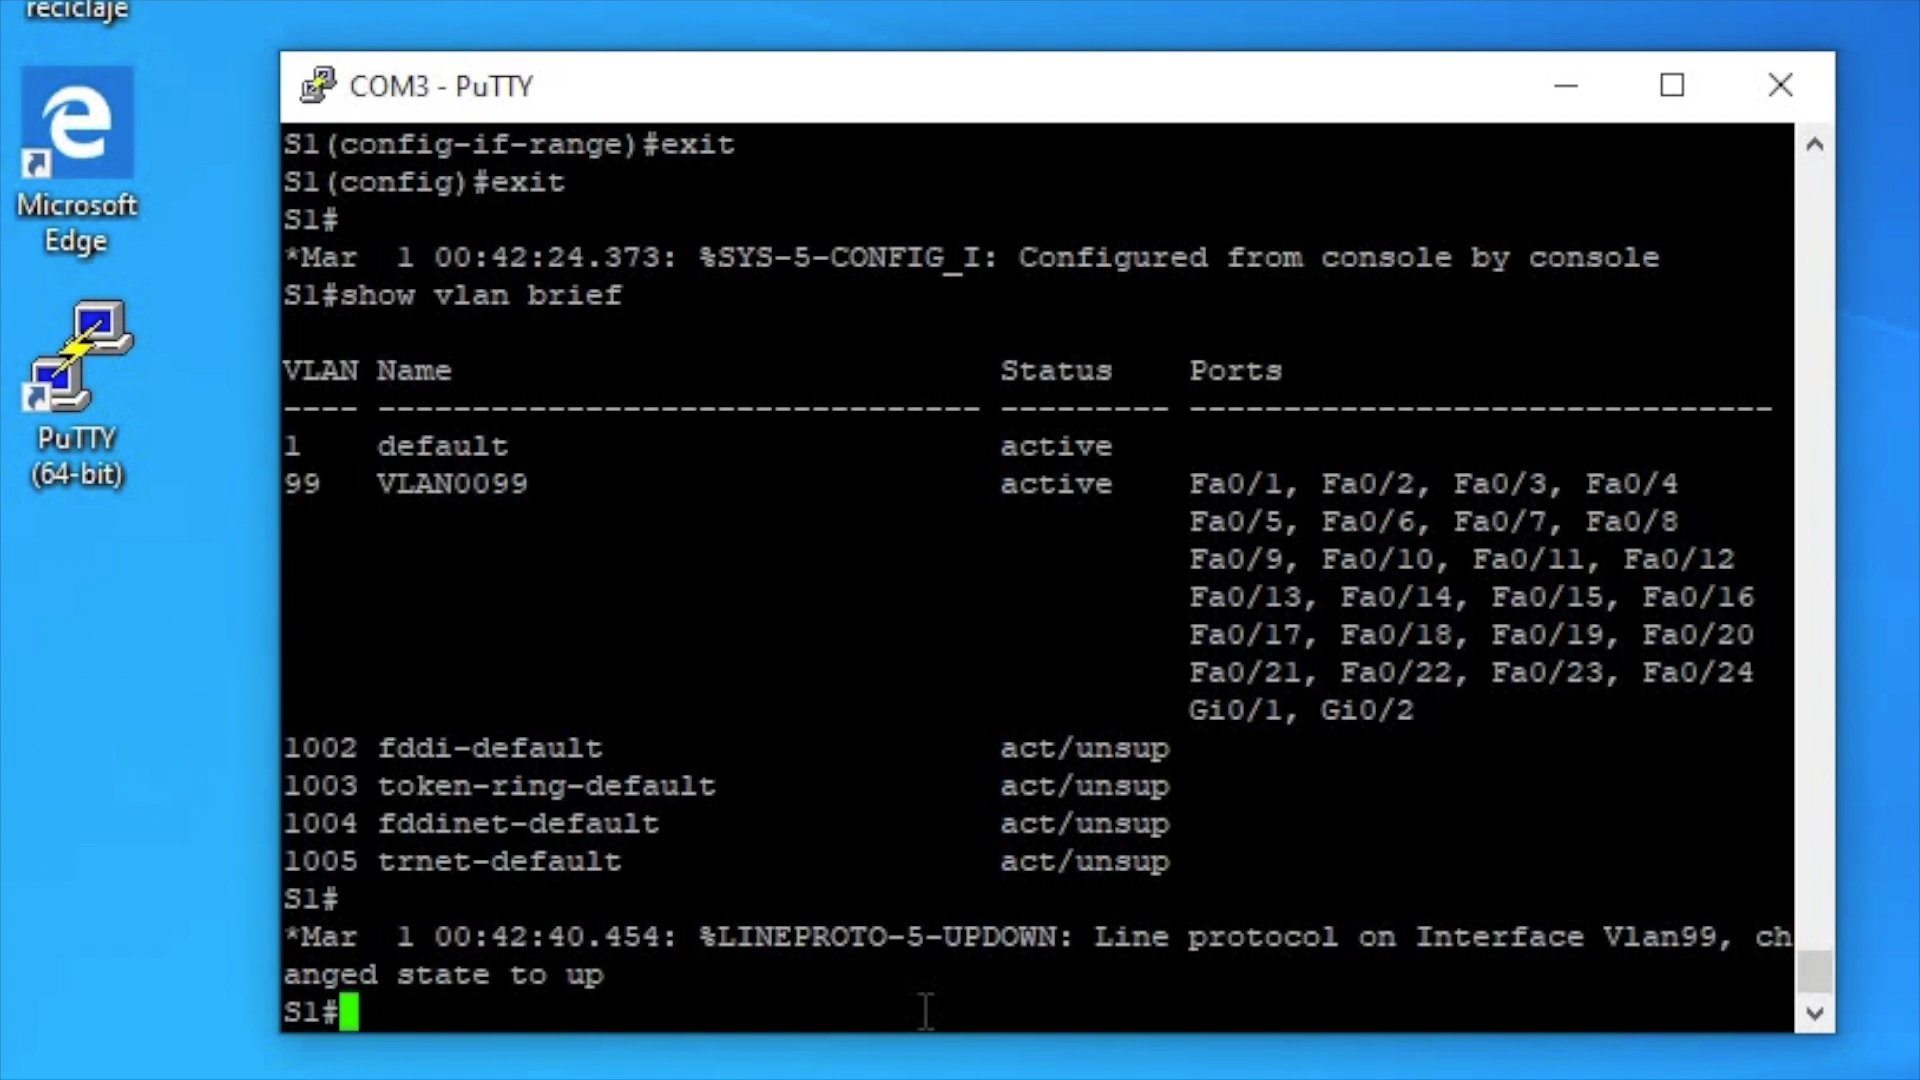 reciclaje
Microsoft
Edge
PuTTY
(64-bit)
COM3 - PuTTY
S1(config-if-range)#exit
S1(config)#exit
S1#
*Mar  1 00:42:24.373: %SYS-5-CONFIG_I: Configured from console by console
S1#show vlan brief
VLAN Name                             Status    Ports
---- -------------------------------- --------- -------------------------------
1    default                          active
99   VLAN0099                         active    Fa0/1, Fa0/2, Fa0/3, Fa0/4
                                                Fa0/5, Fa0/6, Fa0/7, Fa0/8
                                                Fa0/9, Fa0/10, Fa0/11, Fa0/12
                                                Fa0/13, Fa0/14, Fa0/15, Fa0/16
                                                Fa0/17, Fa0/18, Fa0/19, Fa0/20
                                                Fa0/21, Fa0/22, Fa0/23, Fa0/24
                                                Gi0/1, Gi0/2
1002 fddi-default                     act/unsup
1003 token-ring-default               act/unsup
1004 fddinet-default                  act/unsup
1005 trnet-default                    act/unsup
S1#
*Mar  1 00:42:40.454: %LINEPROTO-5-UPDOWN: Line protocol on Interface Vlan99, ch
anged state to up
S1#